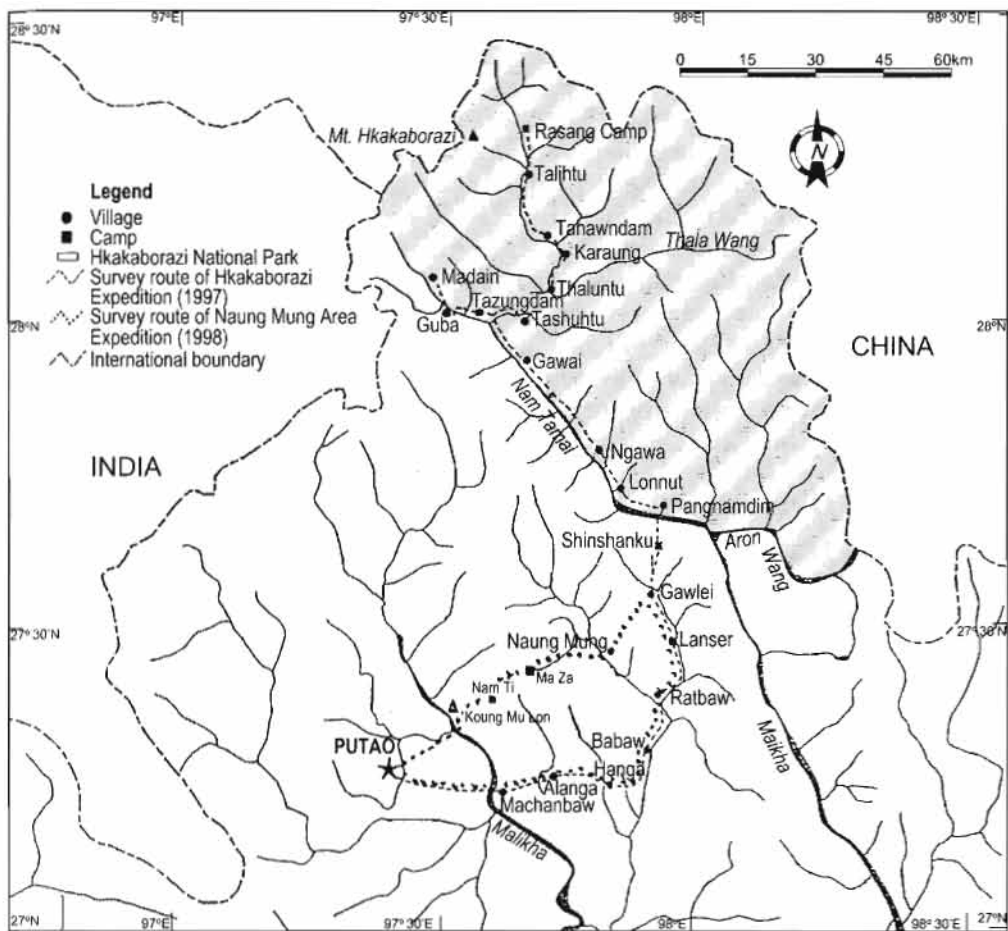 28° 30'N
97°E
97° 30'E
98°E
98° 30'E
0 15 30 45 60km
N
Mt. Hkakaborazi
Rasang Camp
Talihtu
Legend
Village
Camp
Hkakaborazi National Park
Survey route of Hkakaborazi
Expedition (1997)
Survey route of Naung Mung Area
Expedition (1998)
International boundary
Tahawndam
Karaung
Thala Wang
Madain
Thaluntu
Tazungdam
Guba
Tashuhtu
28°N
28°N
Gawai
CHINA
Nam Tamai
INDIA
Ngawa
Lonnut
Pangnamdim
Shinshanku
Aron Wang
Gawlei
27° 30'N
27° 30'N
Naung Mung
Lanser
Ma Za
Nam Ti
Ratbaw
Koung Mu Lon
PUTAO
Babaw
Hanga
Alanga
Machanbaw
Malikha
Maikha
27°N
27°N
97°E
97° 30'E
98°E
98° 30'E